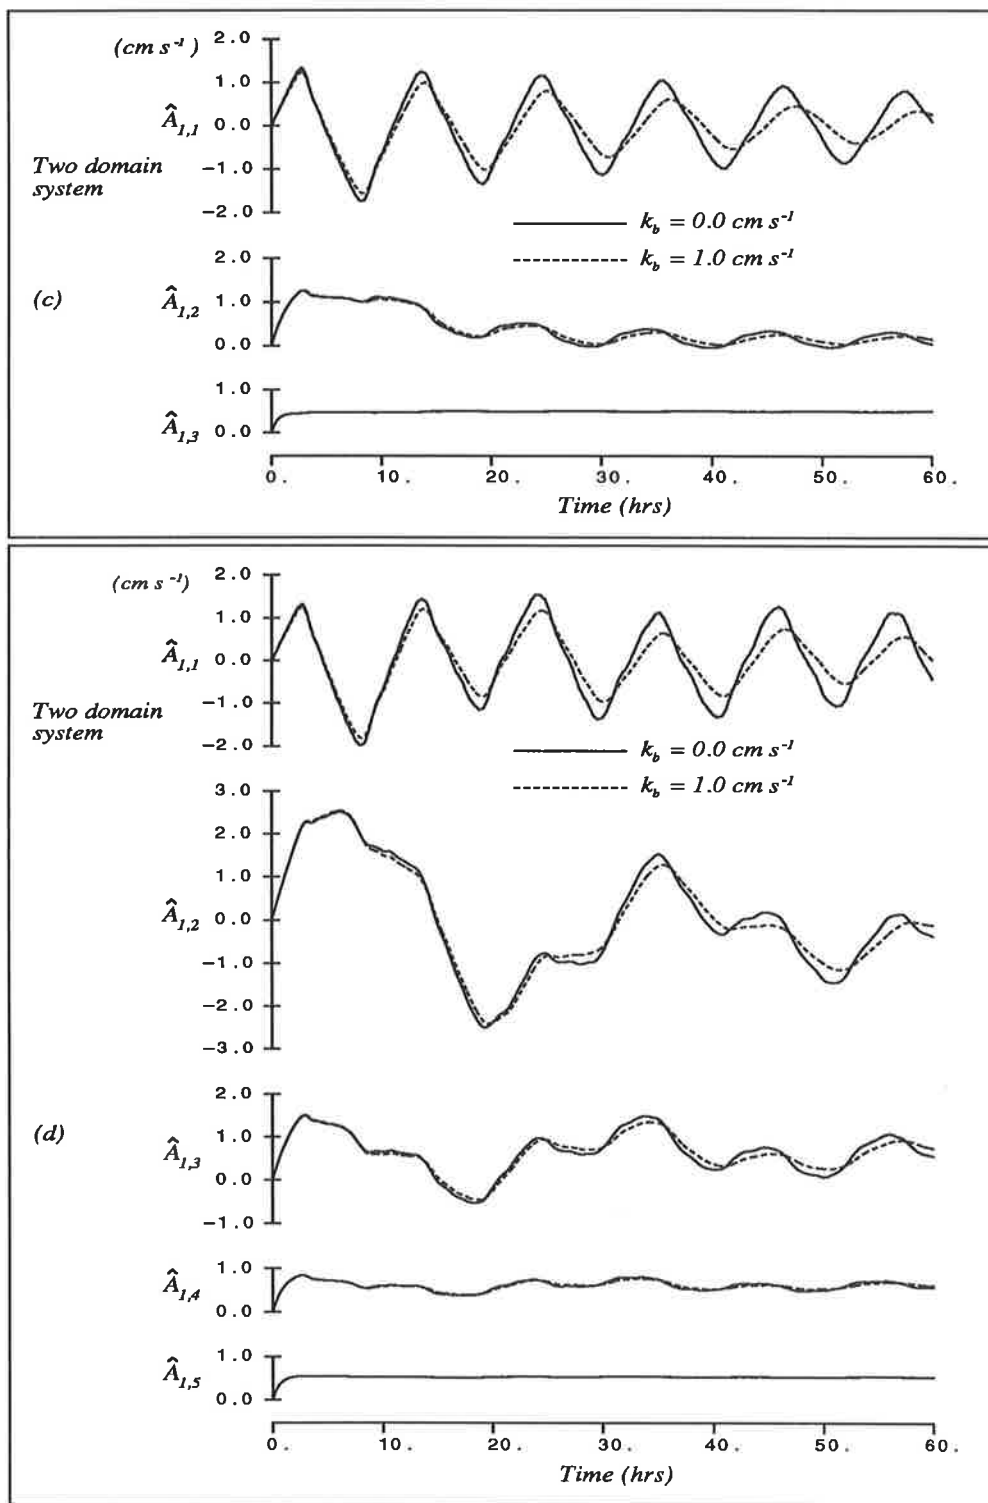 (cm s⁻¹)
2.0
1.0
Â1,1
0.0
Two domain
system
−1.0
−2.0
k_b = 0.0 cm s⁻¹
k_b = 1.0 cm s⁻¹
2.0
(c)
Â1,2
1.0
0.0
1.0
Â1,3
0.0
0. 10. 20. 30. 40. 50. 60.
Time (hrs)
(cm s⁻¹)
2.0
1.0
Â1,1
0.0
Two domain
system
−1.0
−2.0
k_b = 0.0 cm s⁻¹
k_b = 1.0 cm s⁻¹
3.0
2.0
1.0
Â1,2
0.0
−1.0
−2.0
−3.0
2.0
(d)
Â1,3
1.0
0.0
−1.0
Â1,4
1.0
0.0
Â1,5
1.0
0.0
0. 10. 20. 30. 40. 50. 60.
Time (hrs)